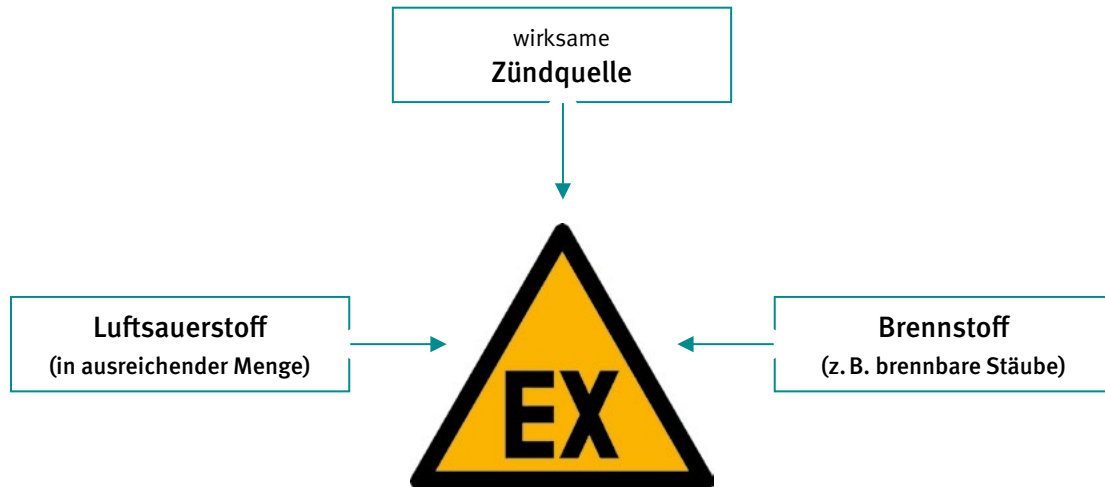 wirksame
Zündquelle
Luftsauerstoff
(in ausreichender Menge)
Brennstoff
(z. B. brennbare Stäube)
EX